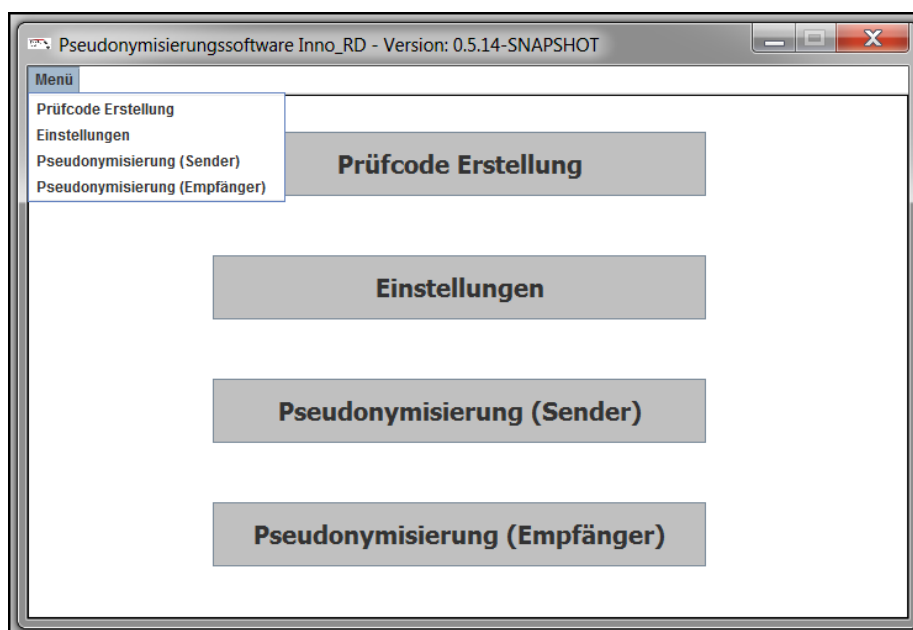 Pseudonymisierungssoftware Inno_RD - Version: 0.5.14-SNAPSHOT
Menü
Prüfcode Erstellung
Einstellungen
Pseudonymisierung (Sender)
Pseudonymisierung (Empfänger)
Prüfcode Erstellung
Einstellungen
Pseudonymisierung (Sender)
Pseudonymisierung (Empfänger)